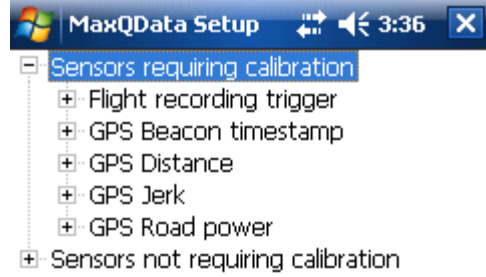 MaxQData Setup 3:36
Sensors requiring calibration
Flight recording trigger
GPS Beacon timestamp
GPS Distance
GPS Jerk
GPS Road power
Sensors not requiring calibration